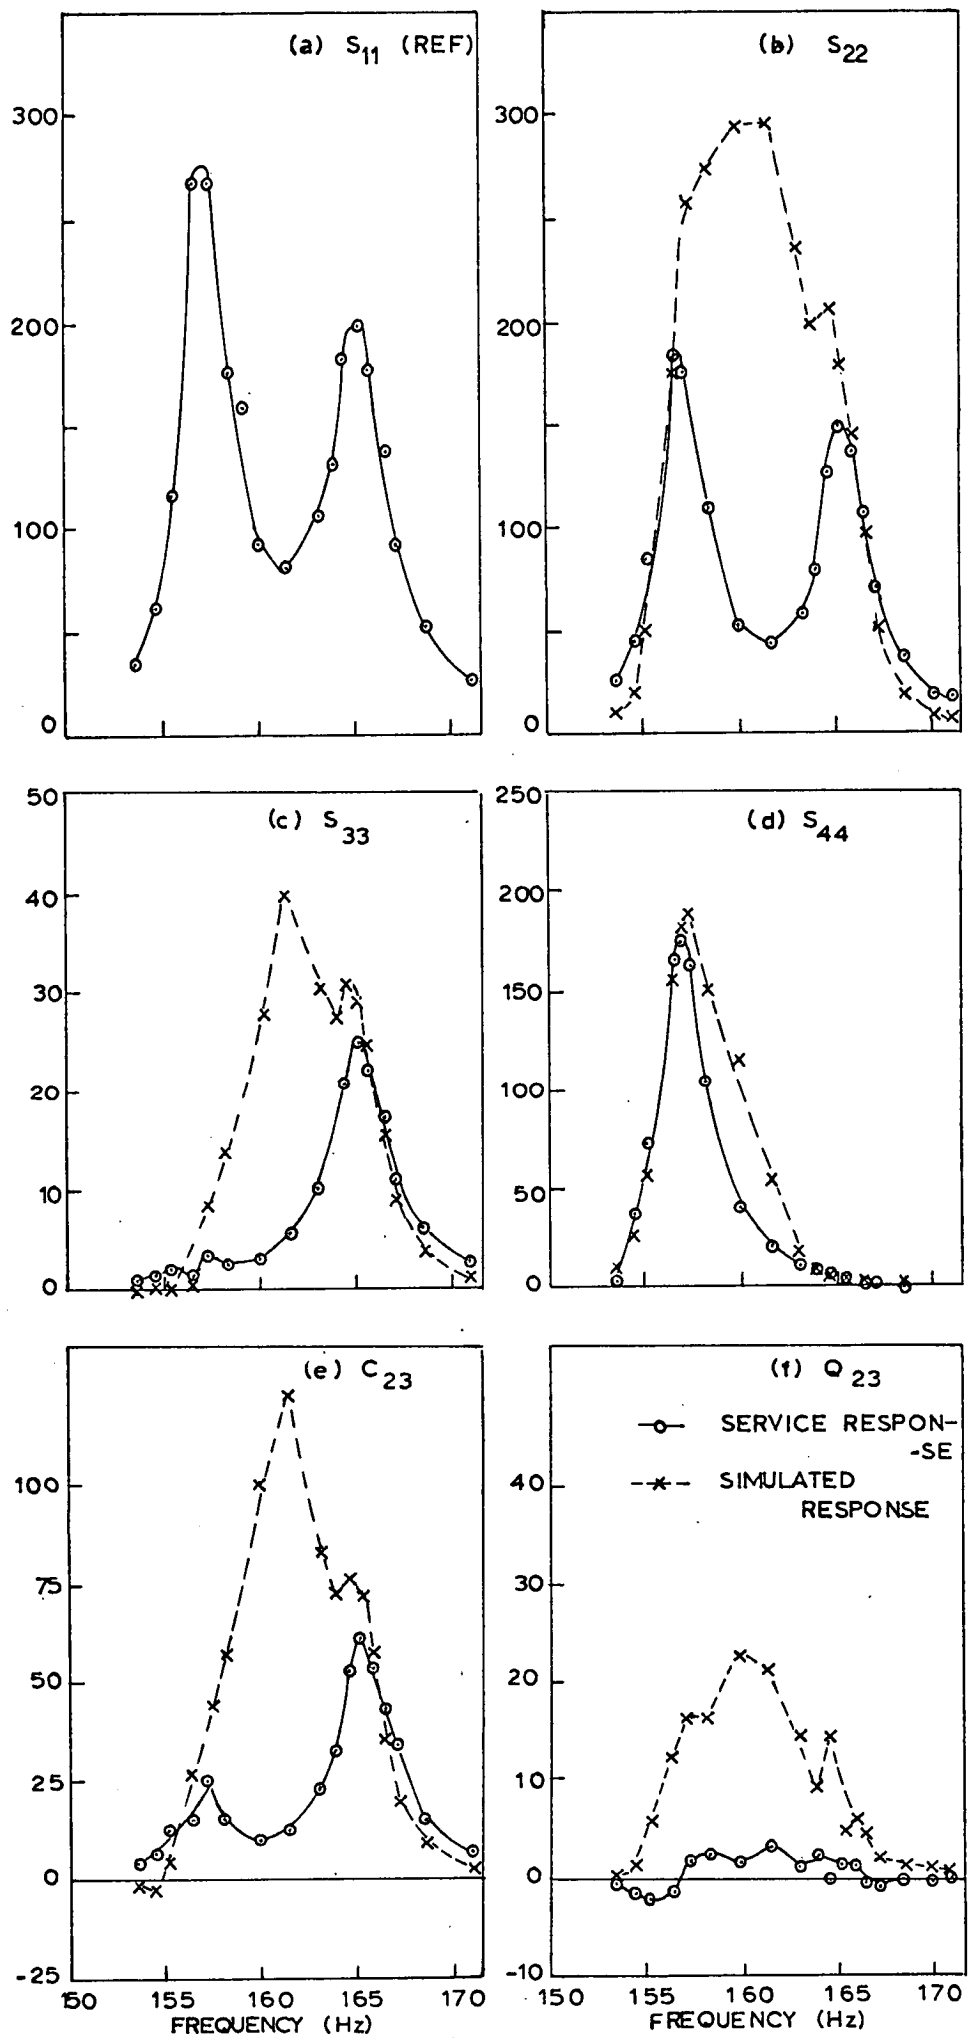 (a) S11 (REF)
300
200
100
0
(b) S22
300
200
100
0
(c) S33
50
40
30
20
10
0
(d) S44
250
200
150
100
50
0
(e) C23
100
75
50
25
0
-25
150 155 160 165 170
FREQUENCY (Hz)
(f) Q23
SERVICE RESPON-
-SE
SIMULATED
RESPONSE
40
30
20
10
0
-10
150 155 160 165 170
FREQUENCY (Hz)